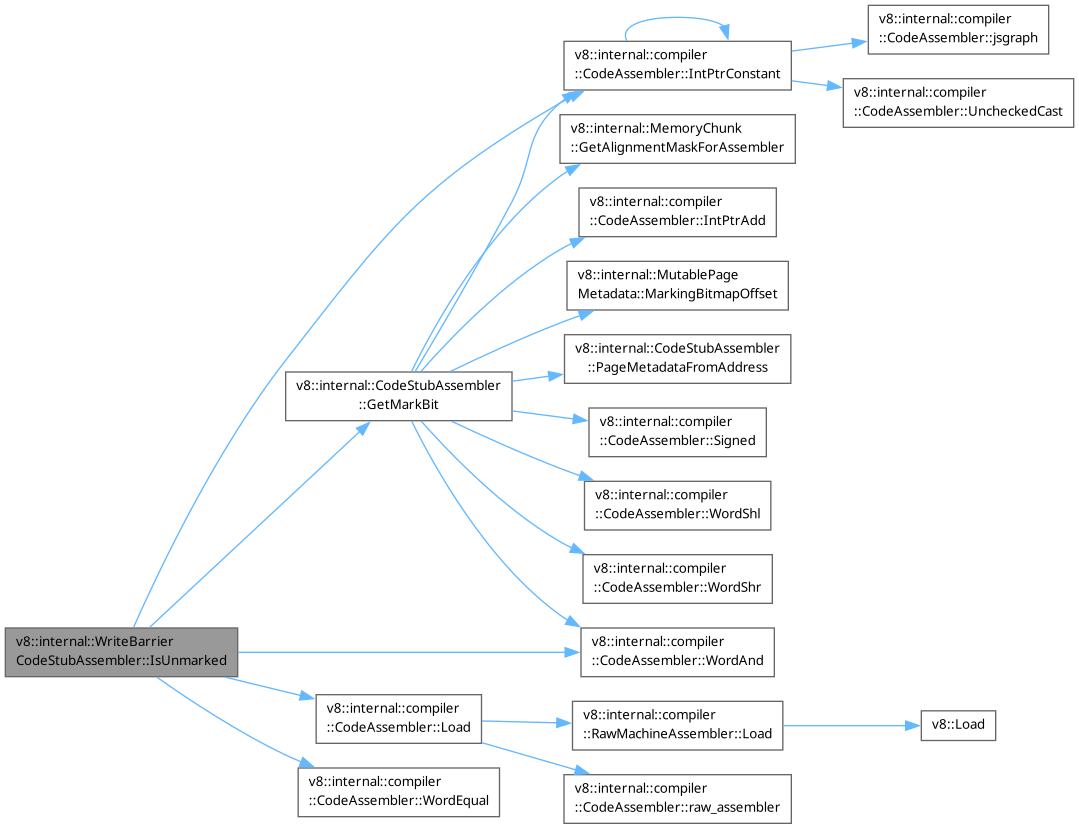 v8::internal::compiler
::CodeAssembler::jsgraph
v8::internal::compiler
::CodeAssembler::IntPtrConstant
v8::internal::compiler
::CodeAssembler::UncheckedCast
v8::internal::MemoryChunk
::GetAlignmentMaskForAssembler
v8::internal::compiler
::CodeAssembler::IntPtrAdd
v8::internal::MutablePage
Metadata::MarkingBitmapOffset
v8::internal::CodeStubAssembler
::PageMetadataFromAddress
v8::internal::CodeStubAssembler
::GetMarkBit
v8::internal::compiler
::CodeAssembler::Signed
v8::internal::compiler
::CodeAssembler::WordShl
v8::internal::compiler
::CodeAssembler::WordShr
v8::internal::WriteBarrier
CodeStubAssembler::IsUnmarked
v8::internal::compiler
::CodeAssembler::WordAnd
v8::internal::compiler
::CodeAssembler::Load
v8::internal::compiler
::RawMachineAssembler::Load
v8::Load
v8::internal::compiler
::CodeAssembler::WordEqual
v8::internal::compiler
::CodeAssembler::raw_assembler